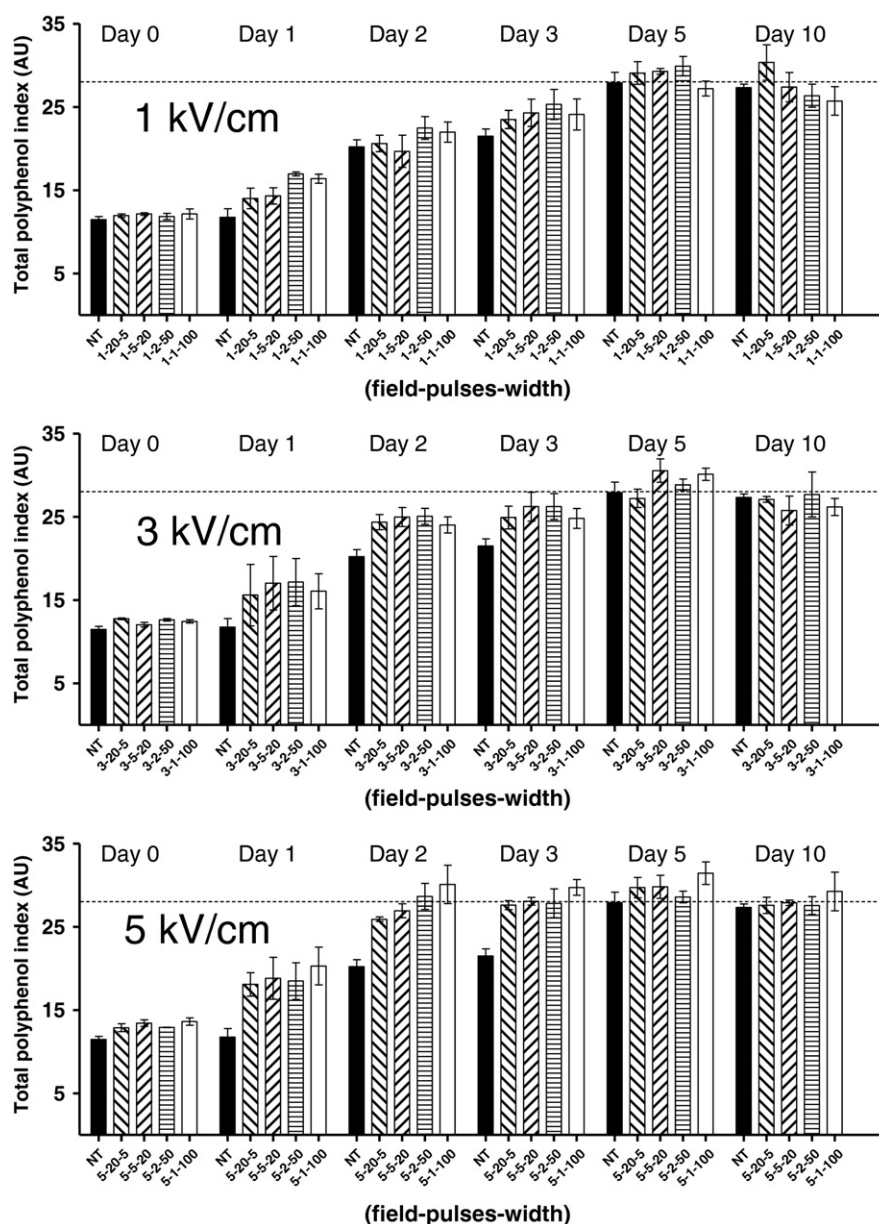 Total polyphenol index (AU)
35
25
15
5
Day 0 Day 1 Day 2 Day 3 Day 5 Day 10
1 kV/cm
NT 1-20-5 1-5-20 1-2-50 1-1-100 NT 1-20-5 1-5-20 1-2-50 1-1-100 NT 1-20-5 1-5-20 1-2-50 1-1-100 NT 1-20-5 1-5-20 1-2-50 1-1-100 NT 1-20-5 1-5-20 1-2-50 1-1-100 NT 1-20-5 1-5-20 1-2-50 1-1-100
(field-pulses-width)
Total polyphenol index (AU)
35
25
15
5
Day 0 Day 1 Day 2 Day 3 Day 5 Day 10
3 kV/cm
NT 3-20-5 3-5-20 3-2-50 3-1-100 NT 3-20-5 3-5-20 3-2-50 3-1-100 NT 3-20-5 3-5-20 3-2-50 3-1-100 NT 3-20-5 3-5-20 3-2-50 3-1-100 NT 3-20-5 3-5-20 3-2-50 3-1-100 NT 3-20-5 3-5-20 3-2-50 3-1-100
(field-pulses-width)
Total polyphenol index (AU)
35
25
15
5
Day 0 Day 1 Day 2 Day 3 Day 5 Day 10
5 kV/cm
NT 5-20-5 5-5-20 5-2-50 5-1-100 NT 5-20-5 5-5-20 5-2-50 5-1-100 NT 5-20-5 5-5-20 5-2-50 5-1-100 NT 5-20-5 5-5-20 5-2-50 5-1-100 NT 5-20-5 5-5-20 5-2-50 5-1-100 NT 5-20-5 5-5-20 5-2-50 5-1-100
(field-pulses-width)